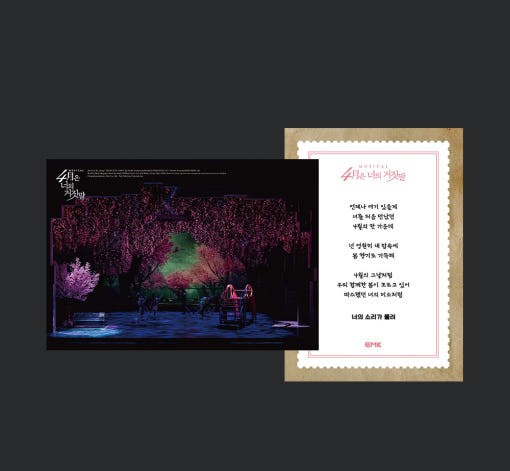 MUSICAL
4월은
너의
거짓말
MUSICAL
4월은 너의 거짓말
언제나 여기 있을게
너를 처음 만났던
4월의 한 가운데
넌 영원히 내 맘속에
봄 향기로 가득해
4월의 그날처럼
우리 함께한 봄이 흐르고 있어
따스했던 너의 미소처럼
너의 소리가 들려
EMK